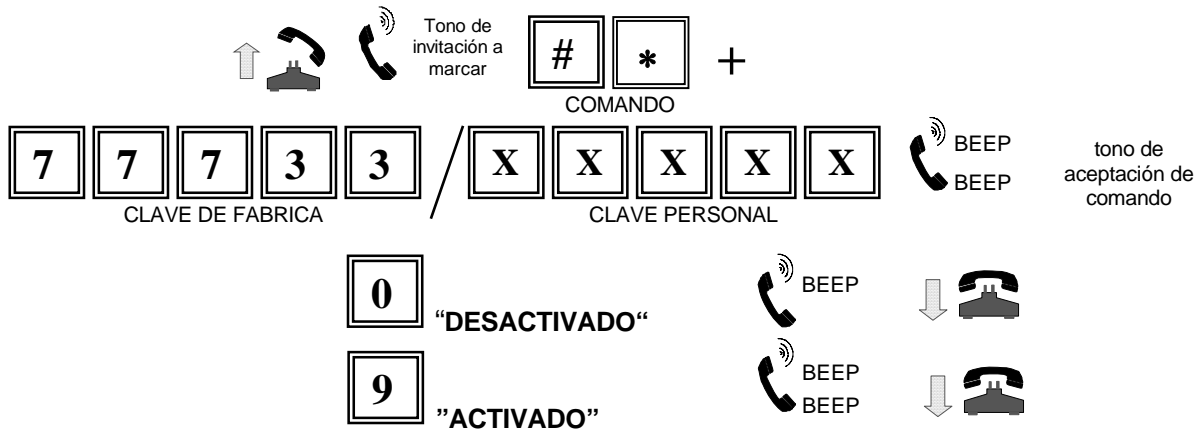 Tono de
invitación a
marcar
# * +
COMANDO
7 7 7 3 3 / X X X X X
BEEP
BEEP
tono de
aceptación de
comando
CLAVE DE FABRICA
CLAVE PERSONAL
0 “DESACTIVADO“
BEEP
9 ”ACTIVADO”
BEEP
BEEP